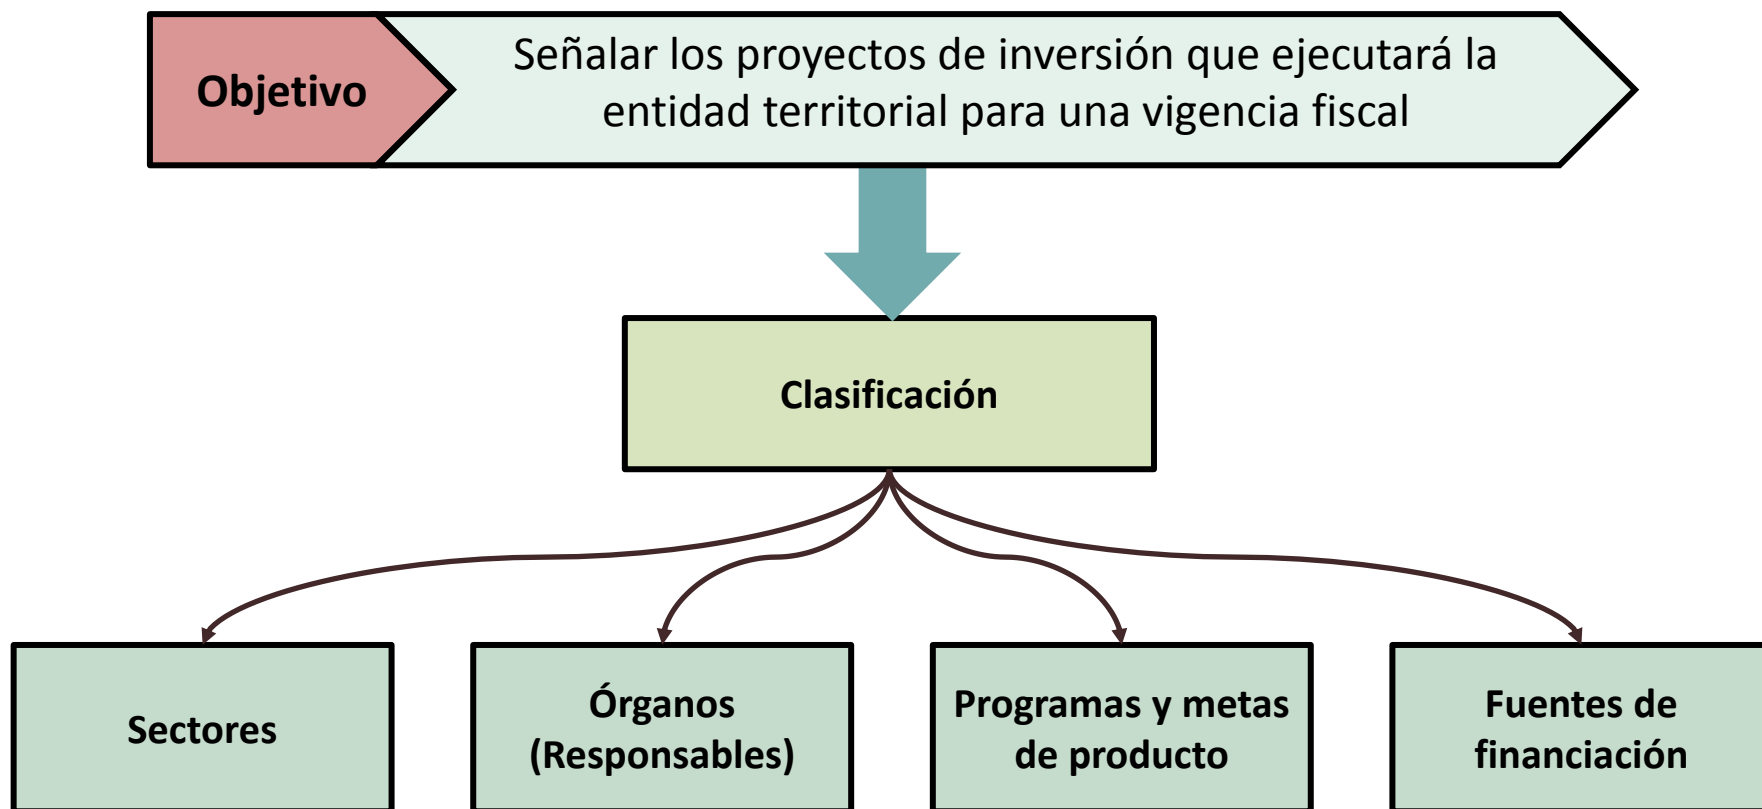 Objetivo
Señalar los proyectos de inversión que ejecutará la
entidad territorial para una vigencia fiscal
Clasificación
Sectores
Órganos
(Responsables)
Programas y metas
de producto
Fuentes de
financiación